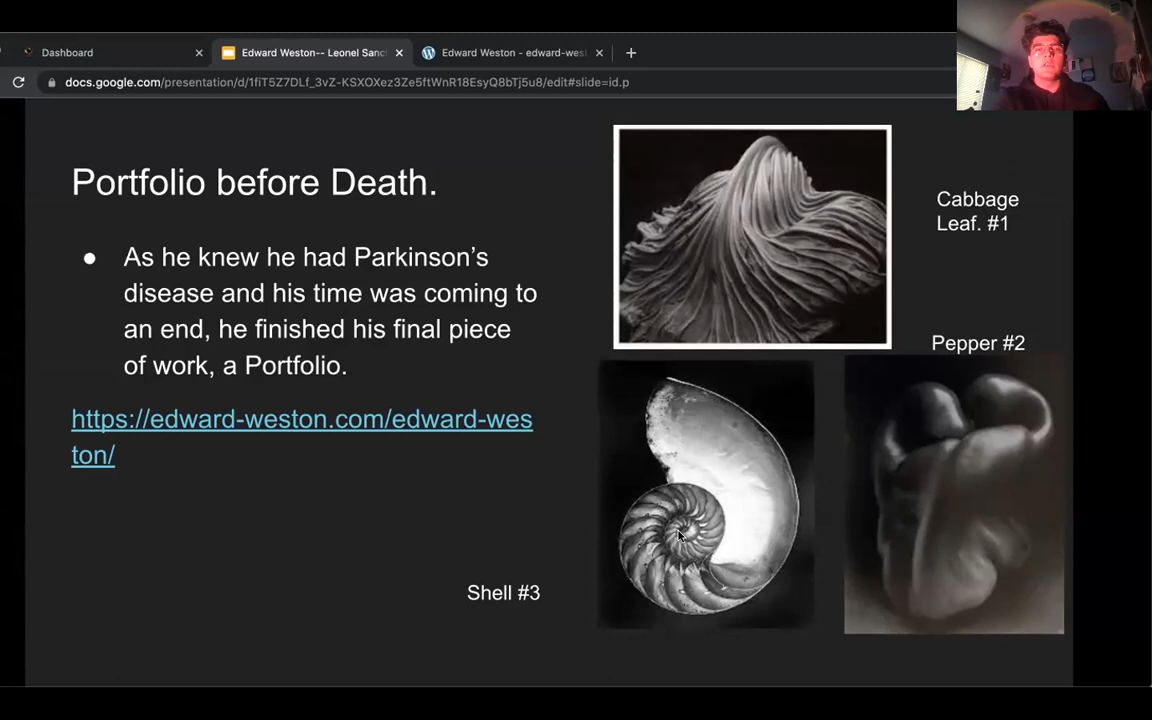 Dashboard
Edward Weston-- Leonel Sanc
Edward Weston - edward-wes
docs.google.com/presentation/d/1fiT5Z7DLf_3vZ-KSXOXez3Ze5ftWnR18EsyQ8bTj5u8/edit#slide=id.p
Portfolio before Death.
● As he knew he had Parkinson’s
disease and his time was coming to
an end, he finished his final piece
of work, a Portfolio.
https://edward-weston.com/edward-wes
ton/
Cabbage
Leaf. #1
Pepper #2
Shell #3